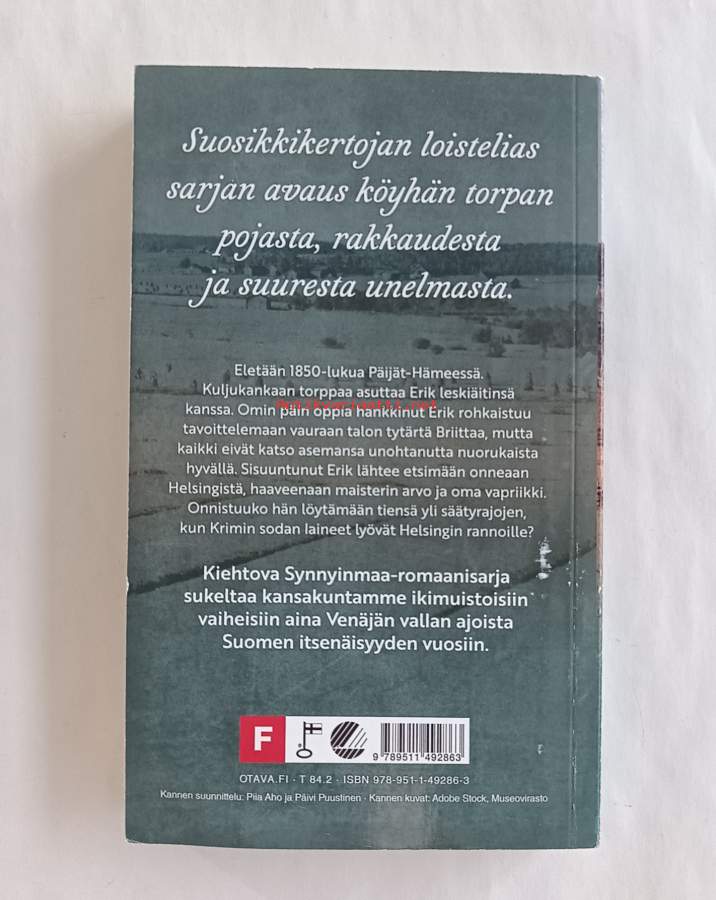 Suosikkikertojan loistelias
sarjan avaus köyhän torpan
pojasta, rakkaudesta
ja suuresta unelmasta.
Eletään 1850-lukua Päijät-Hämeessä.
Kuljukankaan torppaa asuttaa Erik leskiäitinsä
Antikvariaatti.net
kanssa. Omin päin oppia hankkinut Erik rohkaistuu
tavoittelemaan vauraan talon tytärtä Briittaa, mutta
kaikki eivät katso asemansa unohtanutta nuorukaista
hyvällä. Sisuuntunut Erik lähtee etsimään onneaan
Helsingistä, haaveenaan maisterin arvo ja oma vapriikki.
Onnistuuko hän löytämään tiensä yli säätyrajojen,
kun Krimin sodan laineet lyövät Helsingin rannoille?
Kiehtova Synnyinmaa-romaanisarja
sukeltaa kansakuntamme ikimuistoisiin
vaiheisiin aina Venäjän vallan ajoista
Suomen itsenäisyyden vuosiin.
F
9 789511 492863
OTAVA.FI · T 84.2 · ISBN 978-951-1-49286-3
Kannen suunnittelu: Piia Aho ja Päivi Puustinen · Kannen kuvat: Adobe Stock, Museovirasto